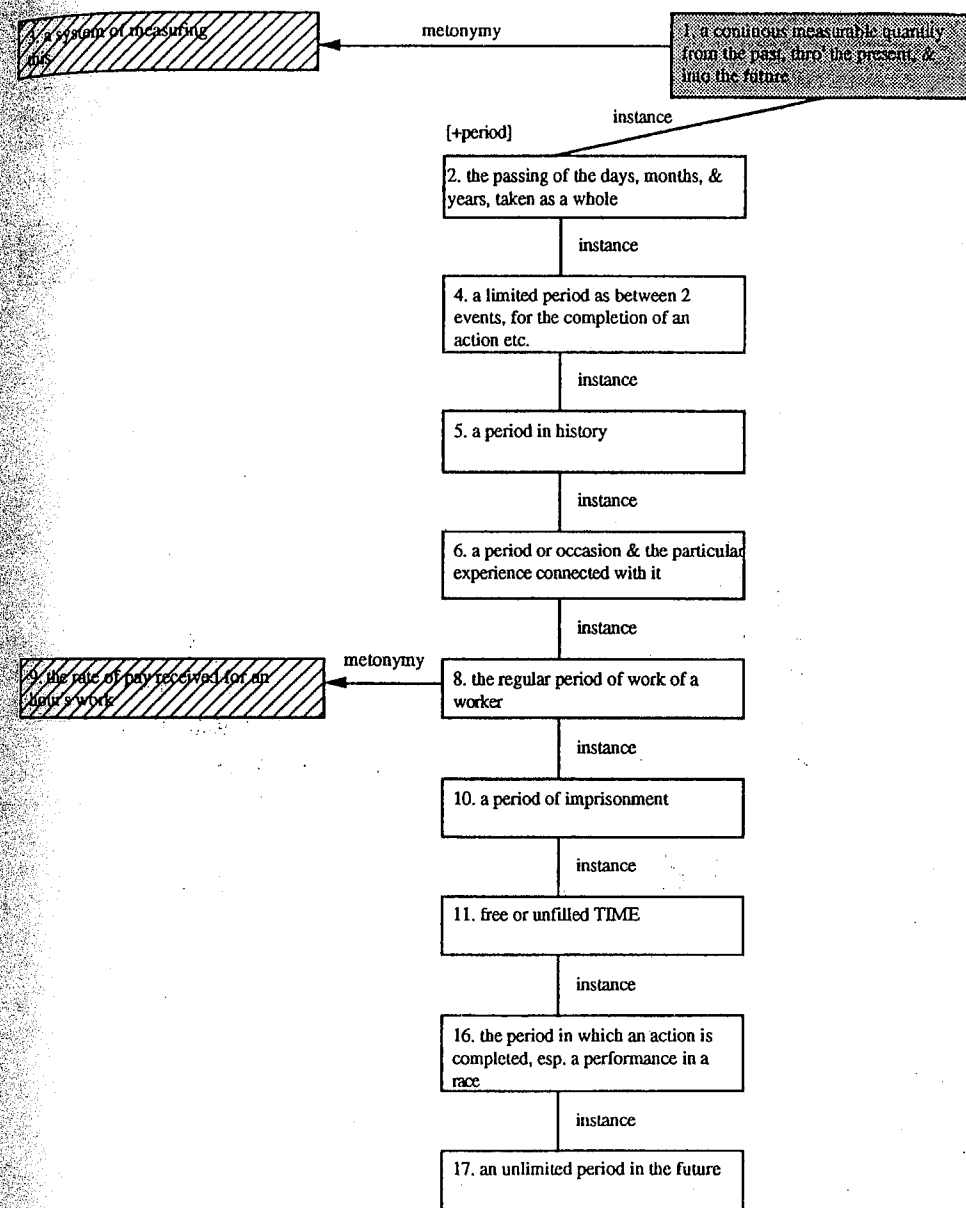 3. a system of measuring
this
metonymy
1. a continous measurable quantity
from the past, thro' the present, &
into the future
instance
[+period]
2. the passing of the days, months, &
years, taken as a whole
instance
4. a limited period as between 2
events, for the completion of an
action etc.
instance
5. a period in history
instance
6. a period or occasion & the particular
experience connected with it
instance
9. the rate of pay received for an
hour's work
metonymy
8. the regular period of work of a
worker
instance
10. a period of imprisonment
instance
11. free or unfilled TIME
instance
16. the period in which an action is
completed, esp. a performance in a
race
instance
17. an unlimited period in the future